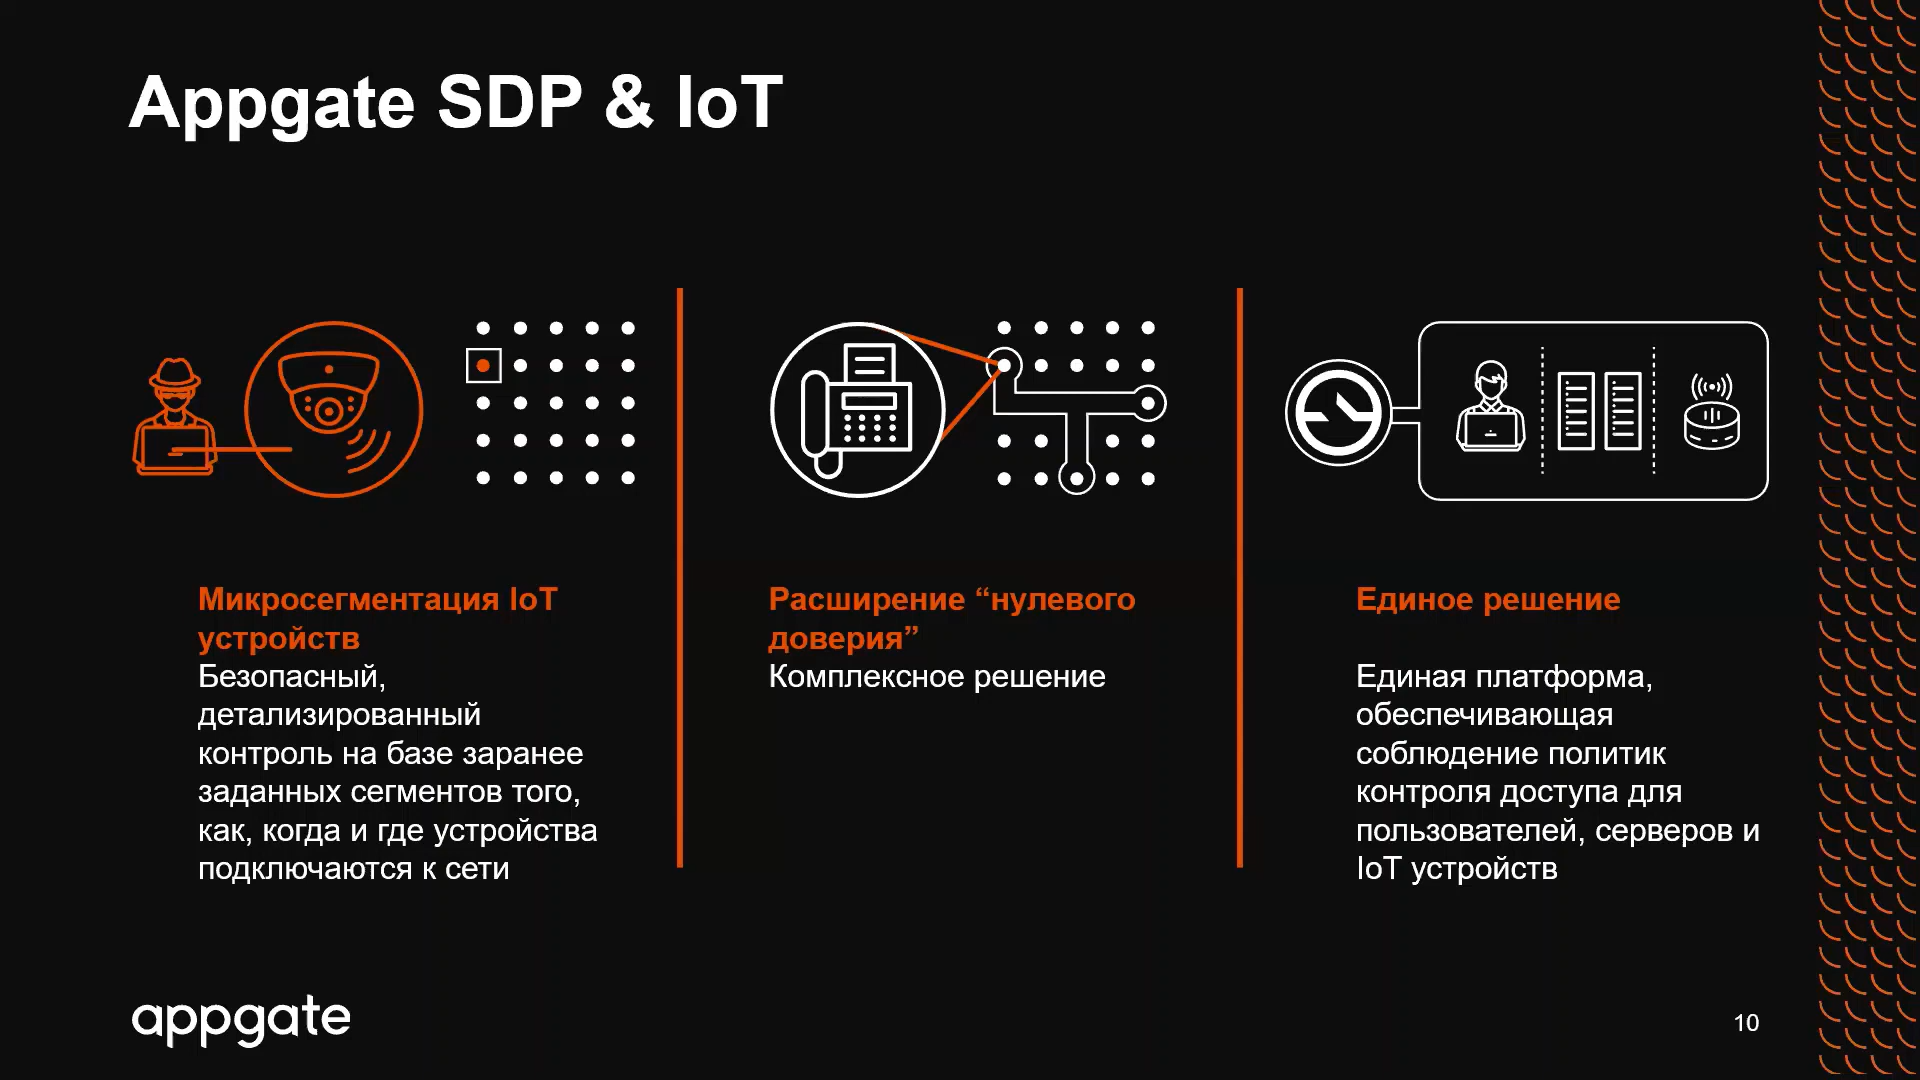 Appgate SDP & IoT
Микросегментация IoT
устройств
Безопасный,
детализированный
контроль на базе заранее
заданных сегментов того,
как, когда и где устройства
подключаются к сети
Расширение “нулевого
доверия”
Комплексное решение
Единое решение
Единая платформа,
обеспечивающая
соблюдение политик
контроля доступа для
пользователей, серверов и
IoT устройств
appgate
10